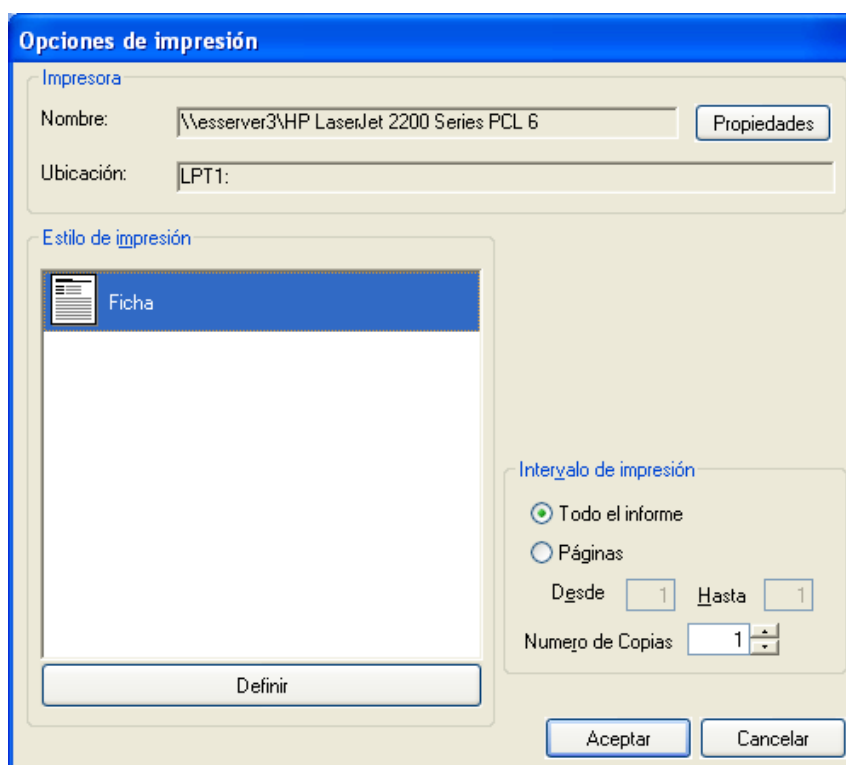 Opciones de impresión
Impresora
Nombre: \\esserver3\HP LaserJet 2200 Series PCL 6 Propiedades
Ubicación: LPT1:
Estilo de impresión
Ficha
Intervalo de impresión
Todo el informe
Páginas
Desde 1 Hasta 1
Numero de Copias 1
Definir
Aceptar Cancelar